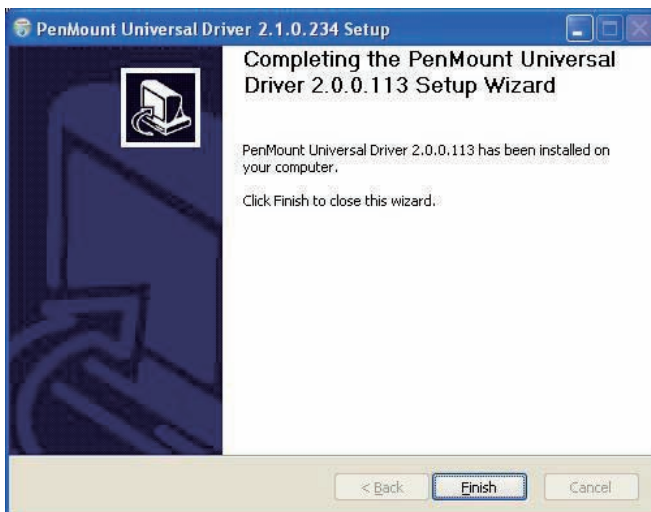 PenMount Universal Driver 2.1.0.234 Setup
Completing the PenMount Universal
Driver 2.0.0.113 Setup Wizard
PenMount Universal Driver 2.0.0.113 has been installed on
your computer.
Click Finish to close this wizard.
< Back
Finish
Cancel